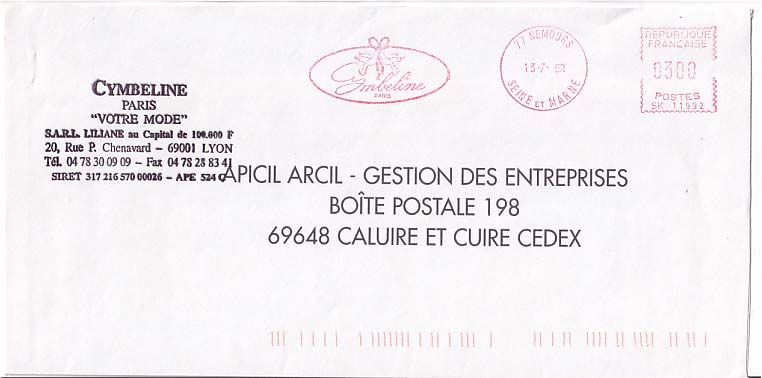 CYMBELINE
PARIS
"VOTRE MODE"
S.A.R.L. LILIANE au Capital de 100.000 F
20, Rue P. Chenavard – 69001 LYON
Tél. 04 78 30 09 09 – Fax 04 78 28 83 41
SIRET 317 216 570 00026 – APE 524 C
Cymbeline
PARIS
77 NEMOURS
13-7-98
SEINE ET MARNE
REPUBLIQUE
FRANCAISE
0300
POSTES
SK 11992
APICIL ARCIL - GESTION DES ENTREPRISES
BOÎTE POSTALE 198
69648 CALUIRE ET CUIRE CEDEX